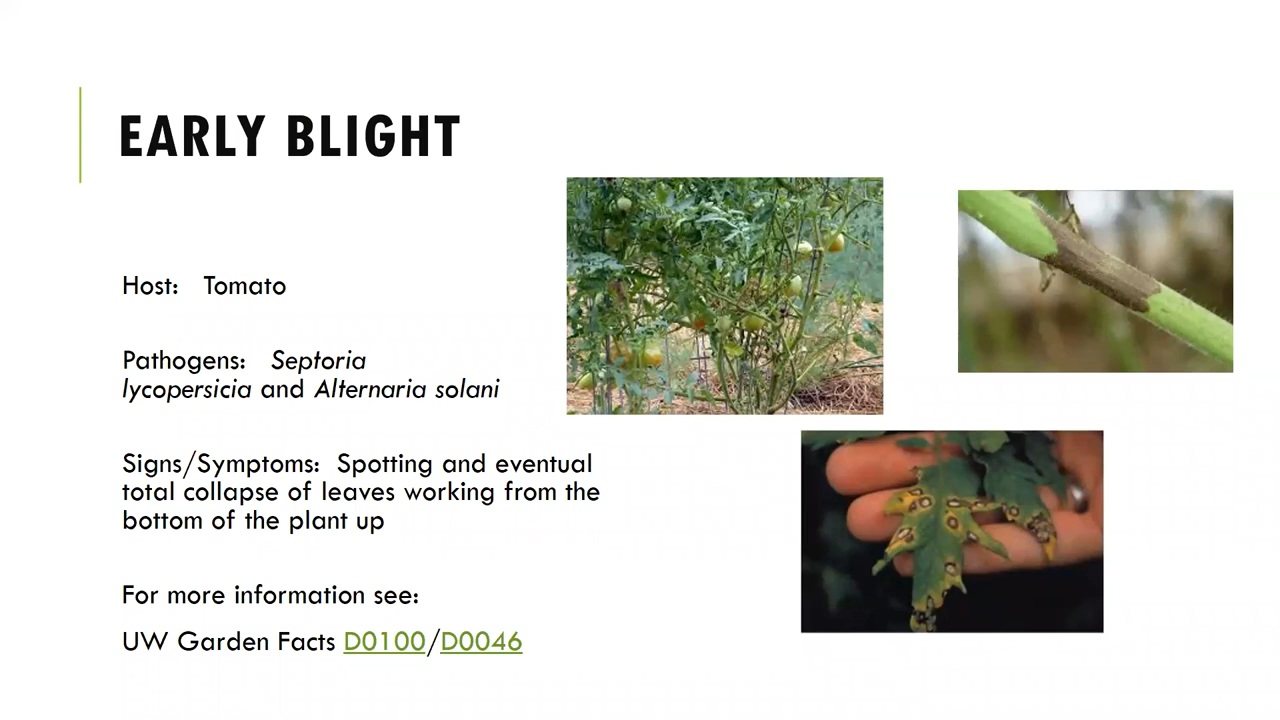 EARLY BLIGHT
Host: Tomato
Pathogens: Septoria
lycopersicia and Alternaria solani
Signs/Symptoms: Spotting and eventual
total collapse of leaves working from the
bottom of the plant up
For more information see:
UW Garden Facts D0100/D0046